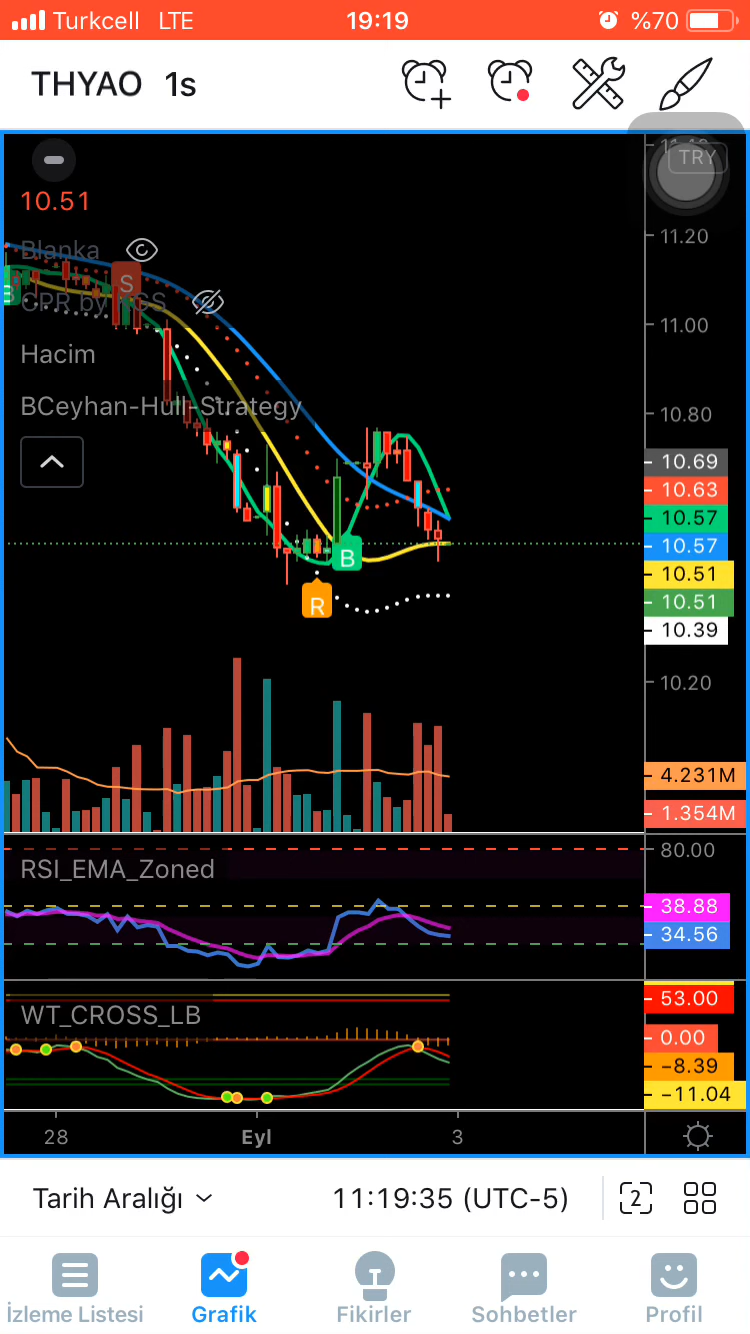 Turkcell LTE 19:19 %70
THYAO 1s
TRY
10.51
11.20
Blanka
S
B
CPR by
GS
11.00
Hacim
BCeyhan-Hull-Strategy
10.80
10.69
10.63
10.57
10.57
B
10.51
R
10.51
10.39
10.20
4.231M
1.354M
80.00
RSI_EMA_Zoned
38.88
34.56
53.00
WT_CROSS_LB
0.00
−8.39
−11.04
28 Eyl 3
Tarih Aralığı 11:19:35 (UTC-5) 2
İzleme Listesi Grafik Fikirler Sohbetler Profil